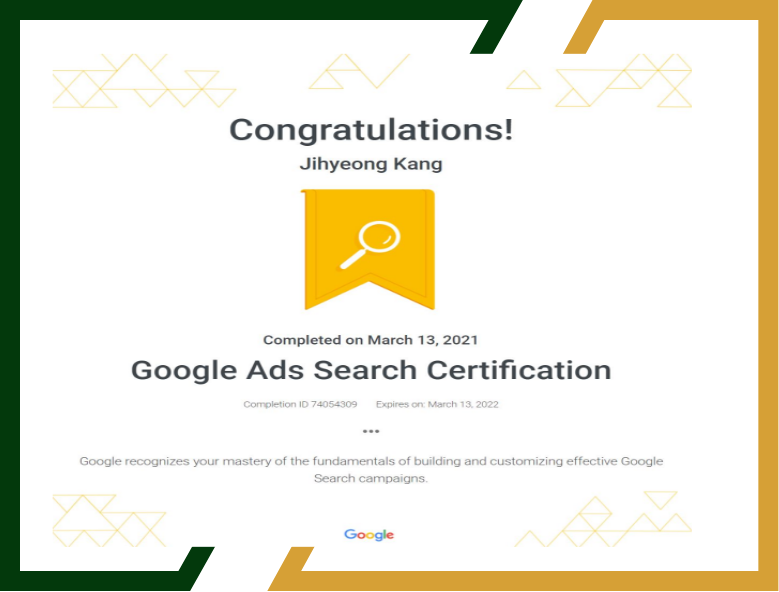 Congratulations!
Jihyeong Kang
Completed on March 13, 2021
Google Ads Search Certification
Completion ID 74054309 Expires on: March 13, 2022
•••
Google recognizes your mastery of the fundamentals of building and customizing effective Google
Search campaigns.
Google